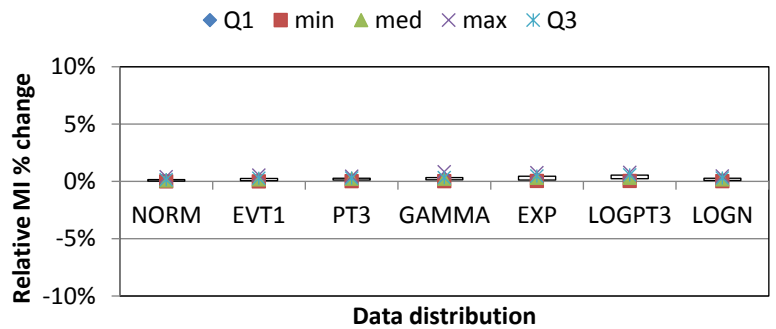 Q1 min med max Q3
Relative MI % change
10%
5%
0%
-5%
-10%
NORM EVT1 PT3 GAMMA EXP LOGPT3 LOGN
Data distribution